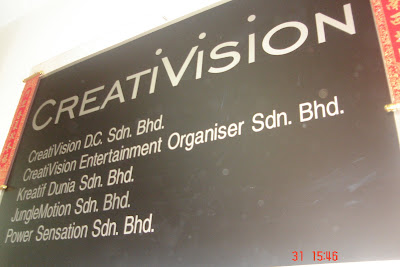 CREATIVISION
CreatiVision D.C. Sdn. Bhd.
CreatiVision Entertainment Organiser Sdn. Bhd.
Kreatif Dunia Sdn. Bhd.
JungleMotion Sdn. Bhd.
Power Sensation Sdn. Bhd.
31 15:46